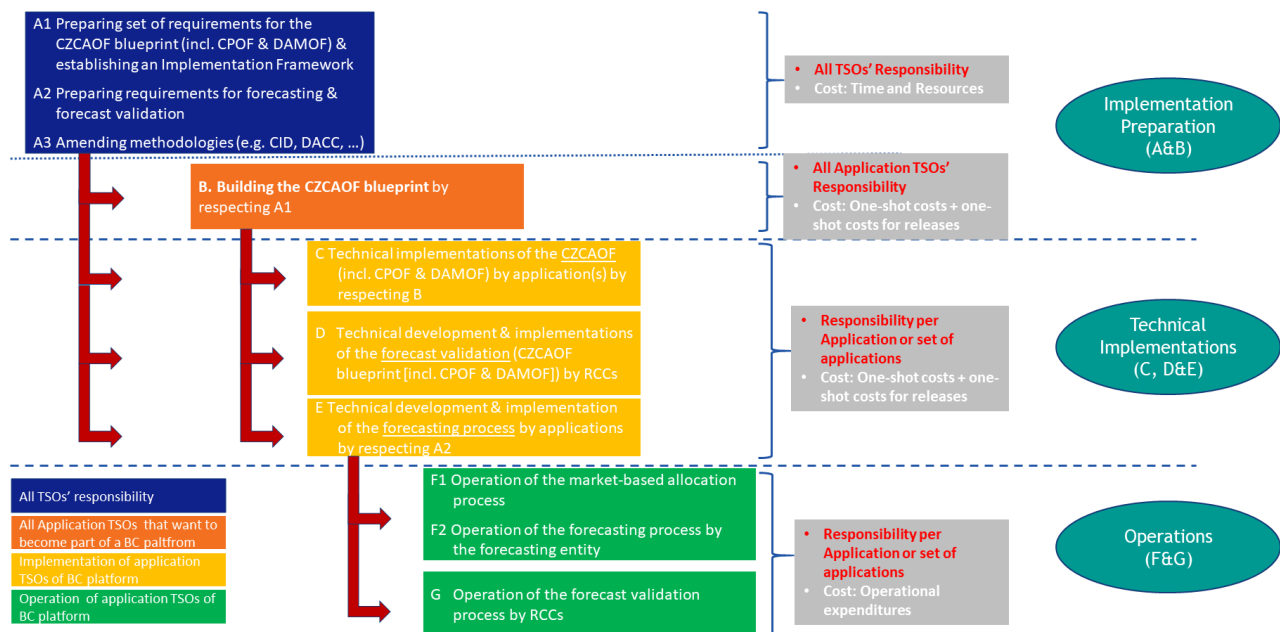 A1 Preparing set of requirements for the
CZCAOF blueprint (incl. CPOF & DAMOF) &
establishing an Implementation Framework
A2 Preparing requirements for forecasting &
forecast validation
A3 Amending methodologies (e.g. CID, DACC, ...)
• All TSOs' Responsibility
• Cost: Time and Resources
Implementation
Preparation
(A&B)
B. Building the CZCAOF blueprint by
respecting A1
• All Application TSOs'
Responsibility
• Cost: One-shot costs + one-
shot costs for releases
C Technical implementations of the CZCAOF
(incl. CPOF & DAMOF) by application(s) by
respecting B
D Technical development & implementations
of the forecast validation (CZCAOF
blueprint [incl. CPOF & DAMOF]) by RCCs
E Technical development & implementation
of the forecasting process by applications
by respecting A2
• Responsibility per
Application or set of
applications
• Cost: One-shot costs + one-
shot costs for releases
Technical
Implementations
(C, D&E)
F1 Operation of the market-based allocation
process
F2 Operation of the forecasting process by
the forecasting entity
G Operation of the forecast validation
process by RCCs
• Responsibility per
Application or set of
applications
• Cost: Operational
expenditures
Operations
(F&G)
All TSOs' responsibility
All Application TSOs that want to
become part of a BC paltfrom
Implementation of application
TSOs of BC platform
Operation of application TSOs of
BC platform